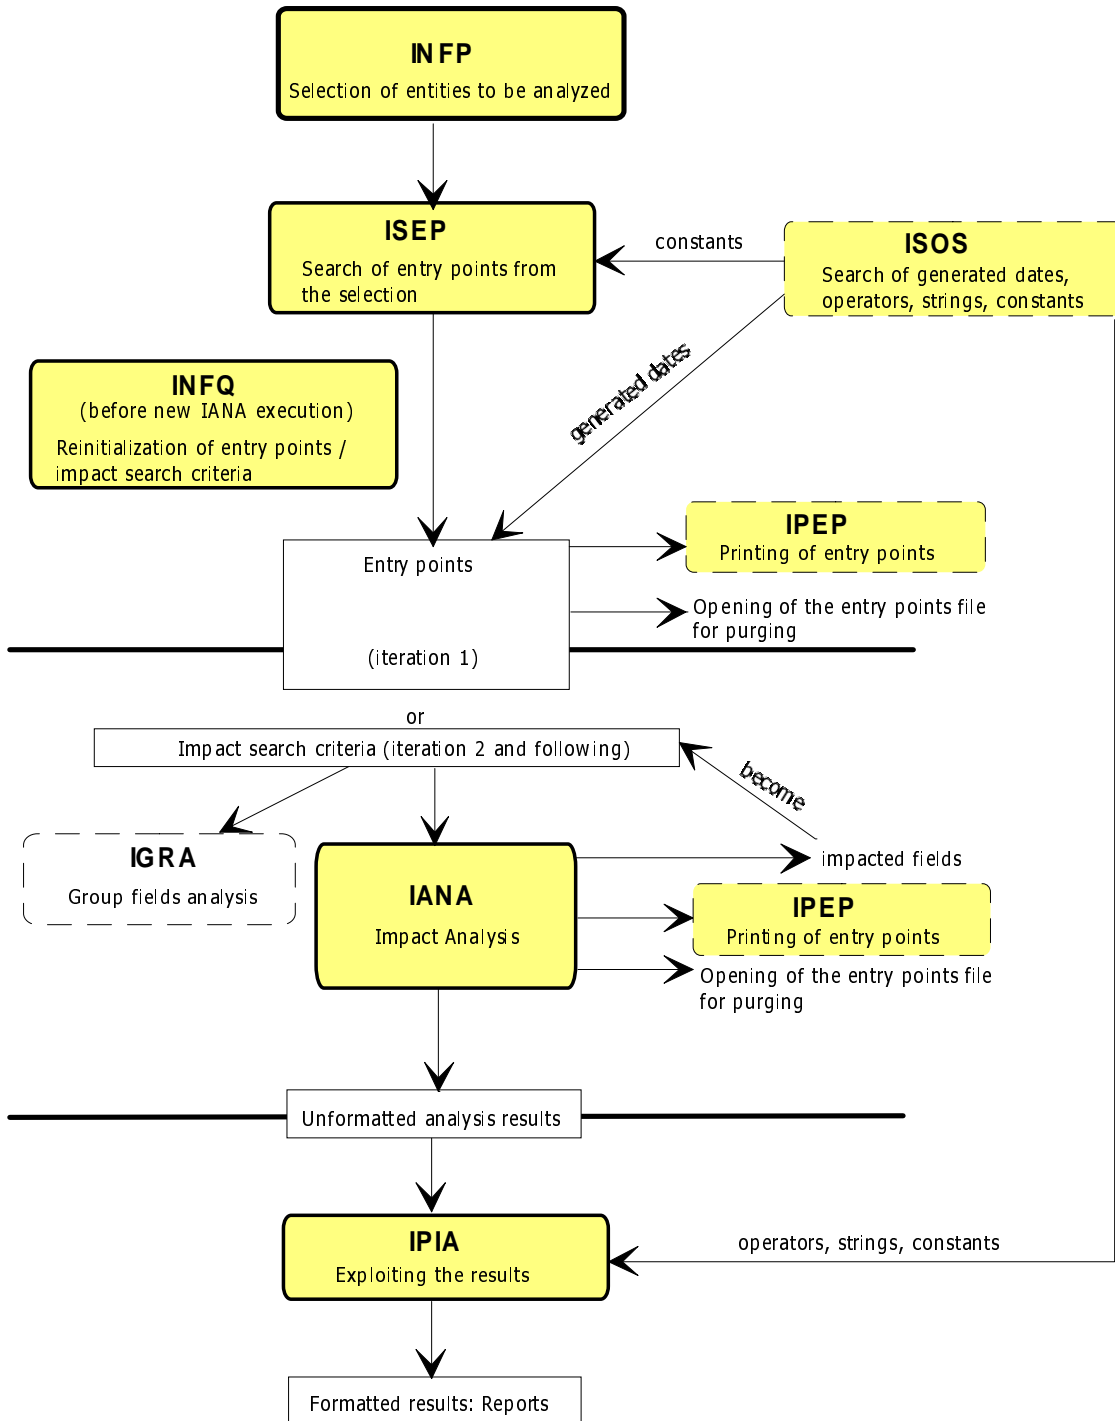 INFP
Selection of entities to be analyzed
ISEP
Search of entry points from
the selection
constants
ISOS
Search of generated dates,
operators, strings, constants
generated dates
INFQ
(before new IANA execution)
Reinitialization of entry points /
impact search criteria
Entry points
(iteration 1)
IPEP
Printing of entry points
Opening of the entry points file
for purging
or
Impact search criteria (iteration 2 and following)
become
IGRA
Group fields analysis
IANA
Impact Analysis
impacted fields
IPEP
Printing of entry points
Opening of the entry points file
for purging
Unformatted analysis results
IPIA
Exploiting the results
operators, strings, constants
Formatted results: Reports